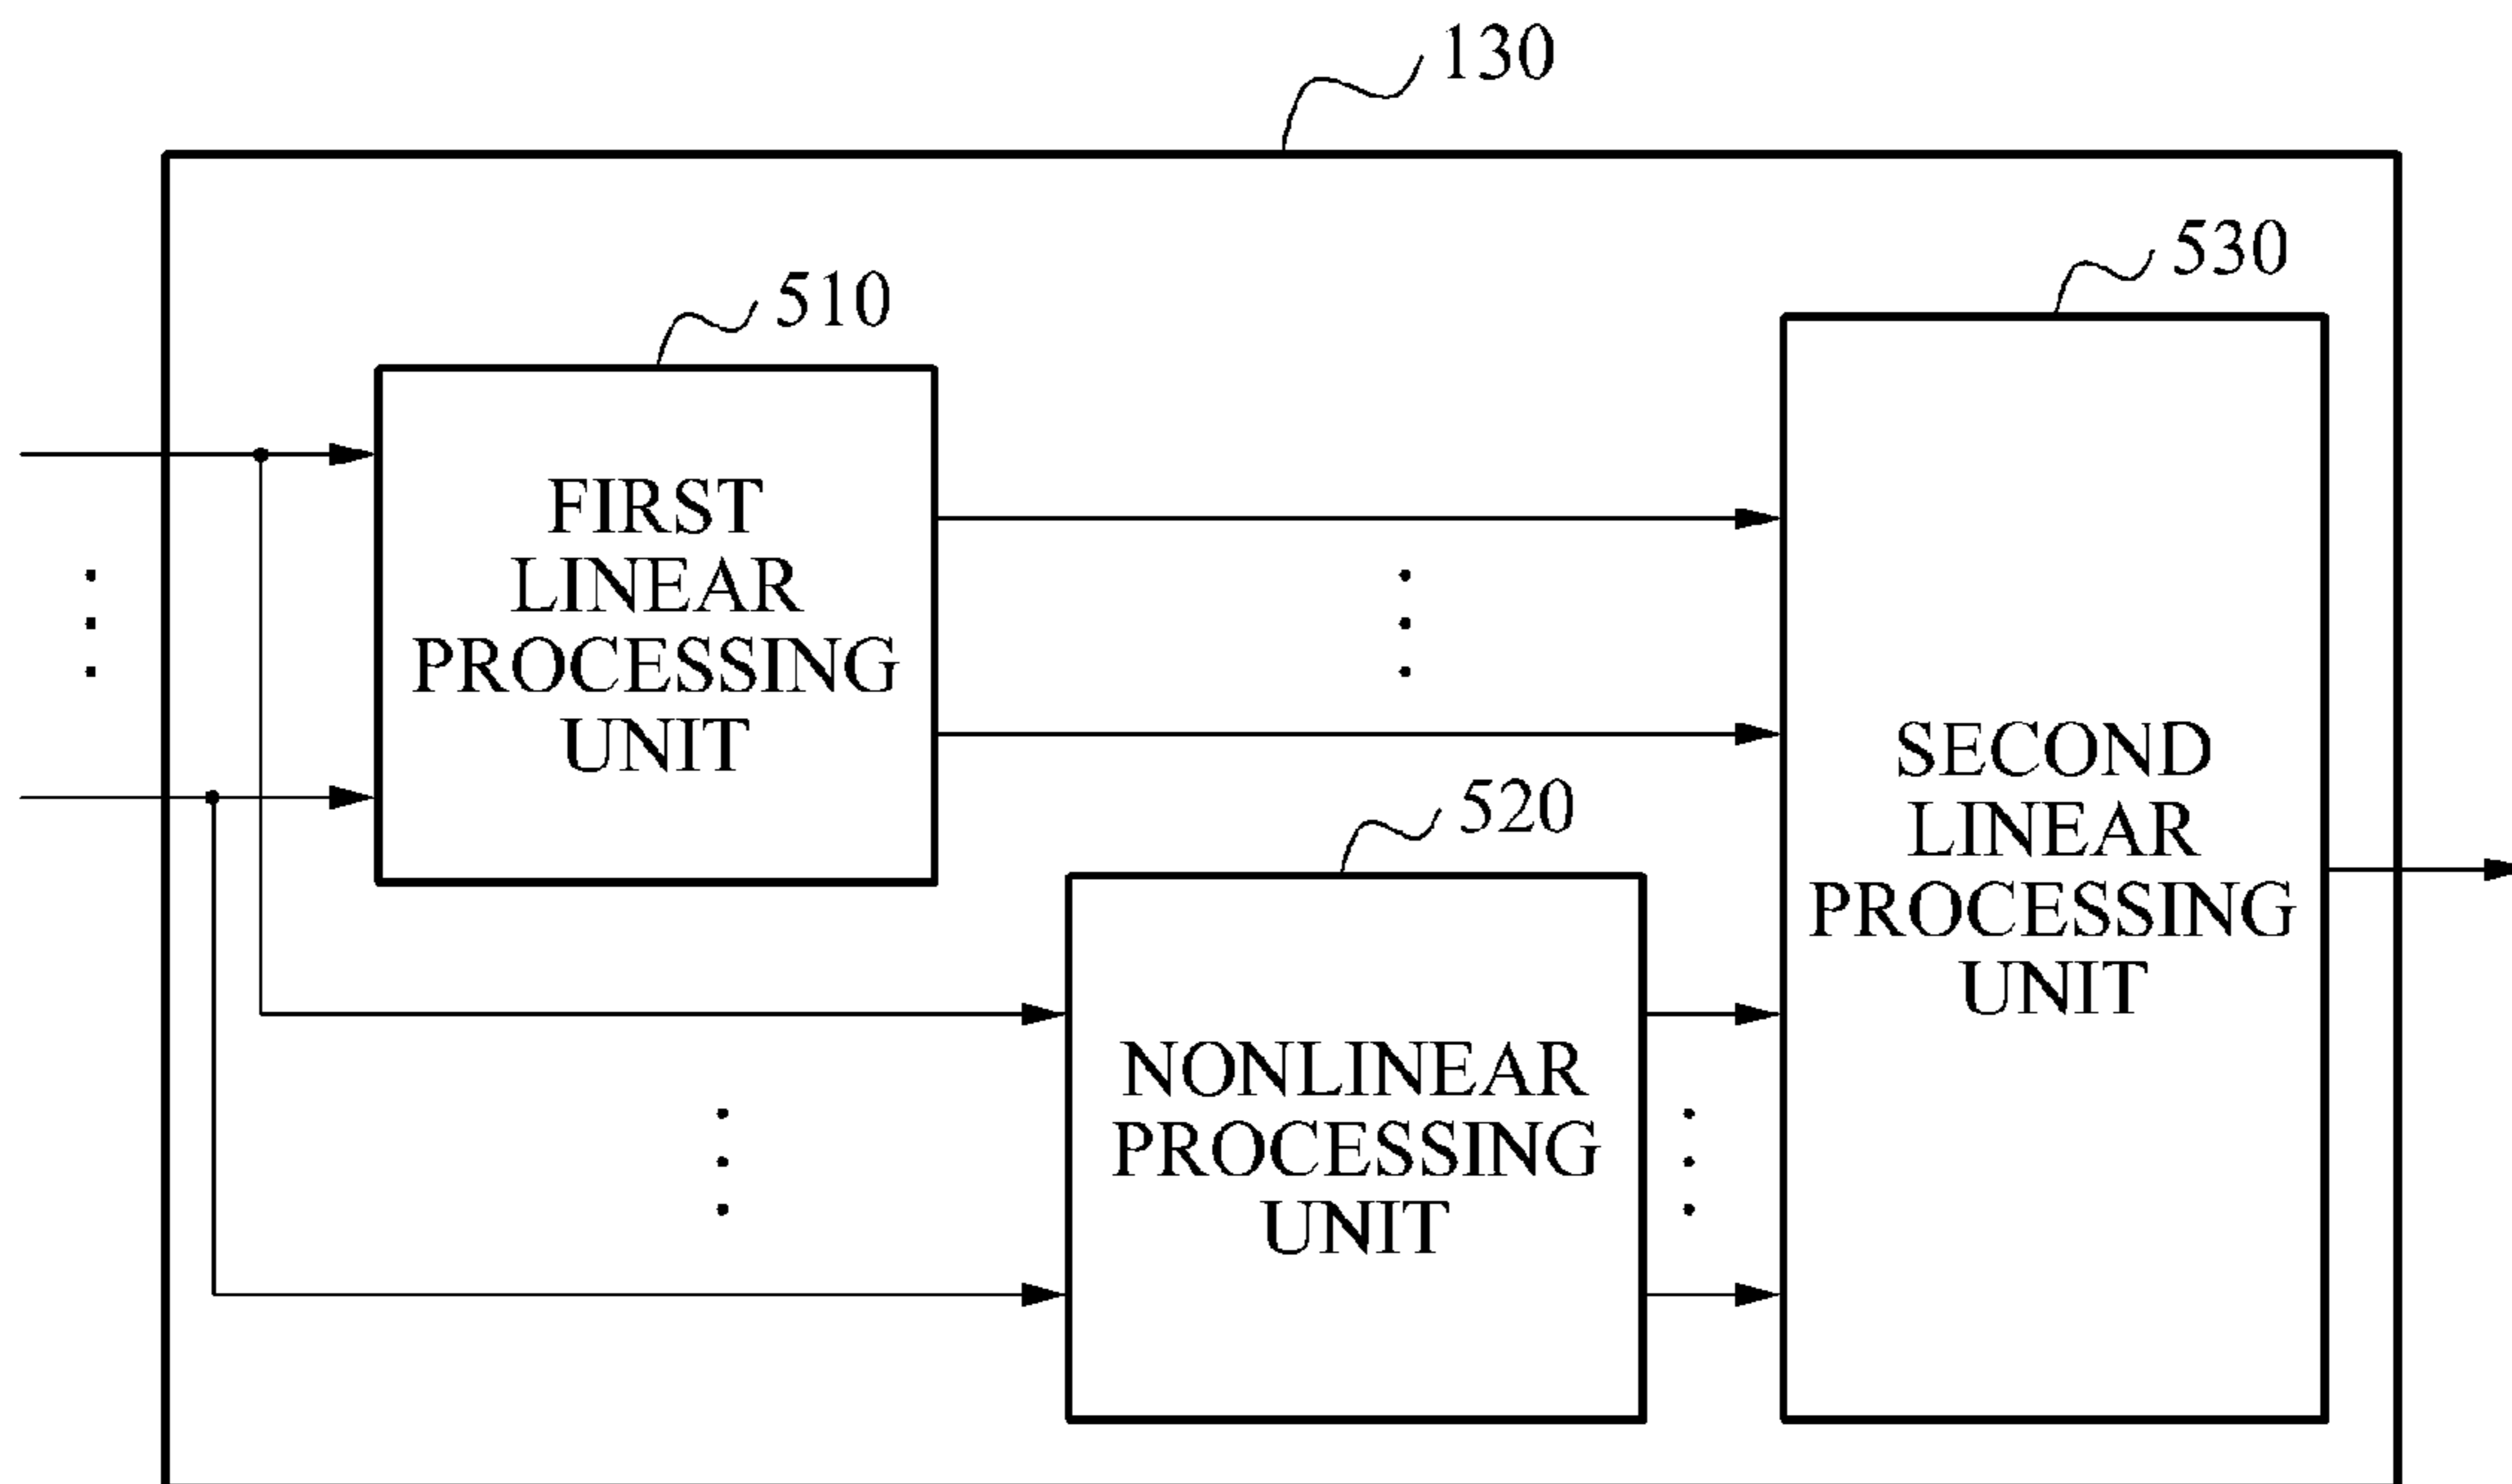 130
530
510
FIRST
LINEAR
PROCESSING
UNIT
SECOND
LINEAR
PROCESSING
UNIT
520
NONLINEAR
PROCESSING
UNIT